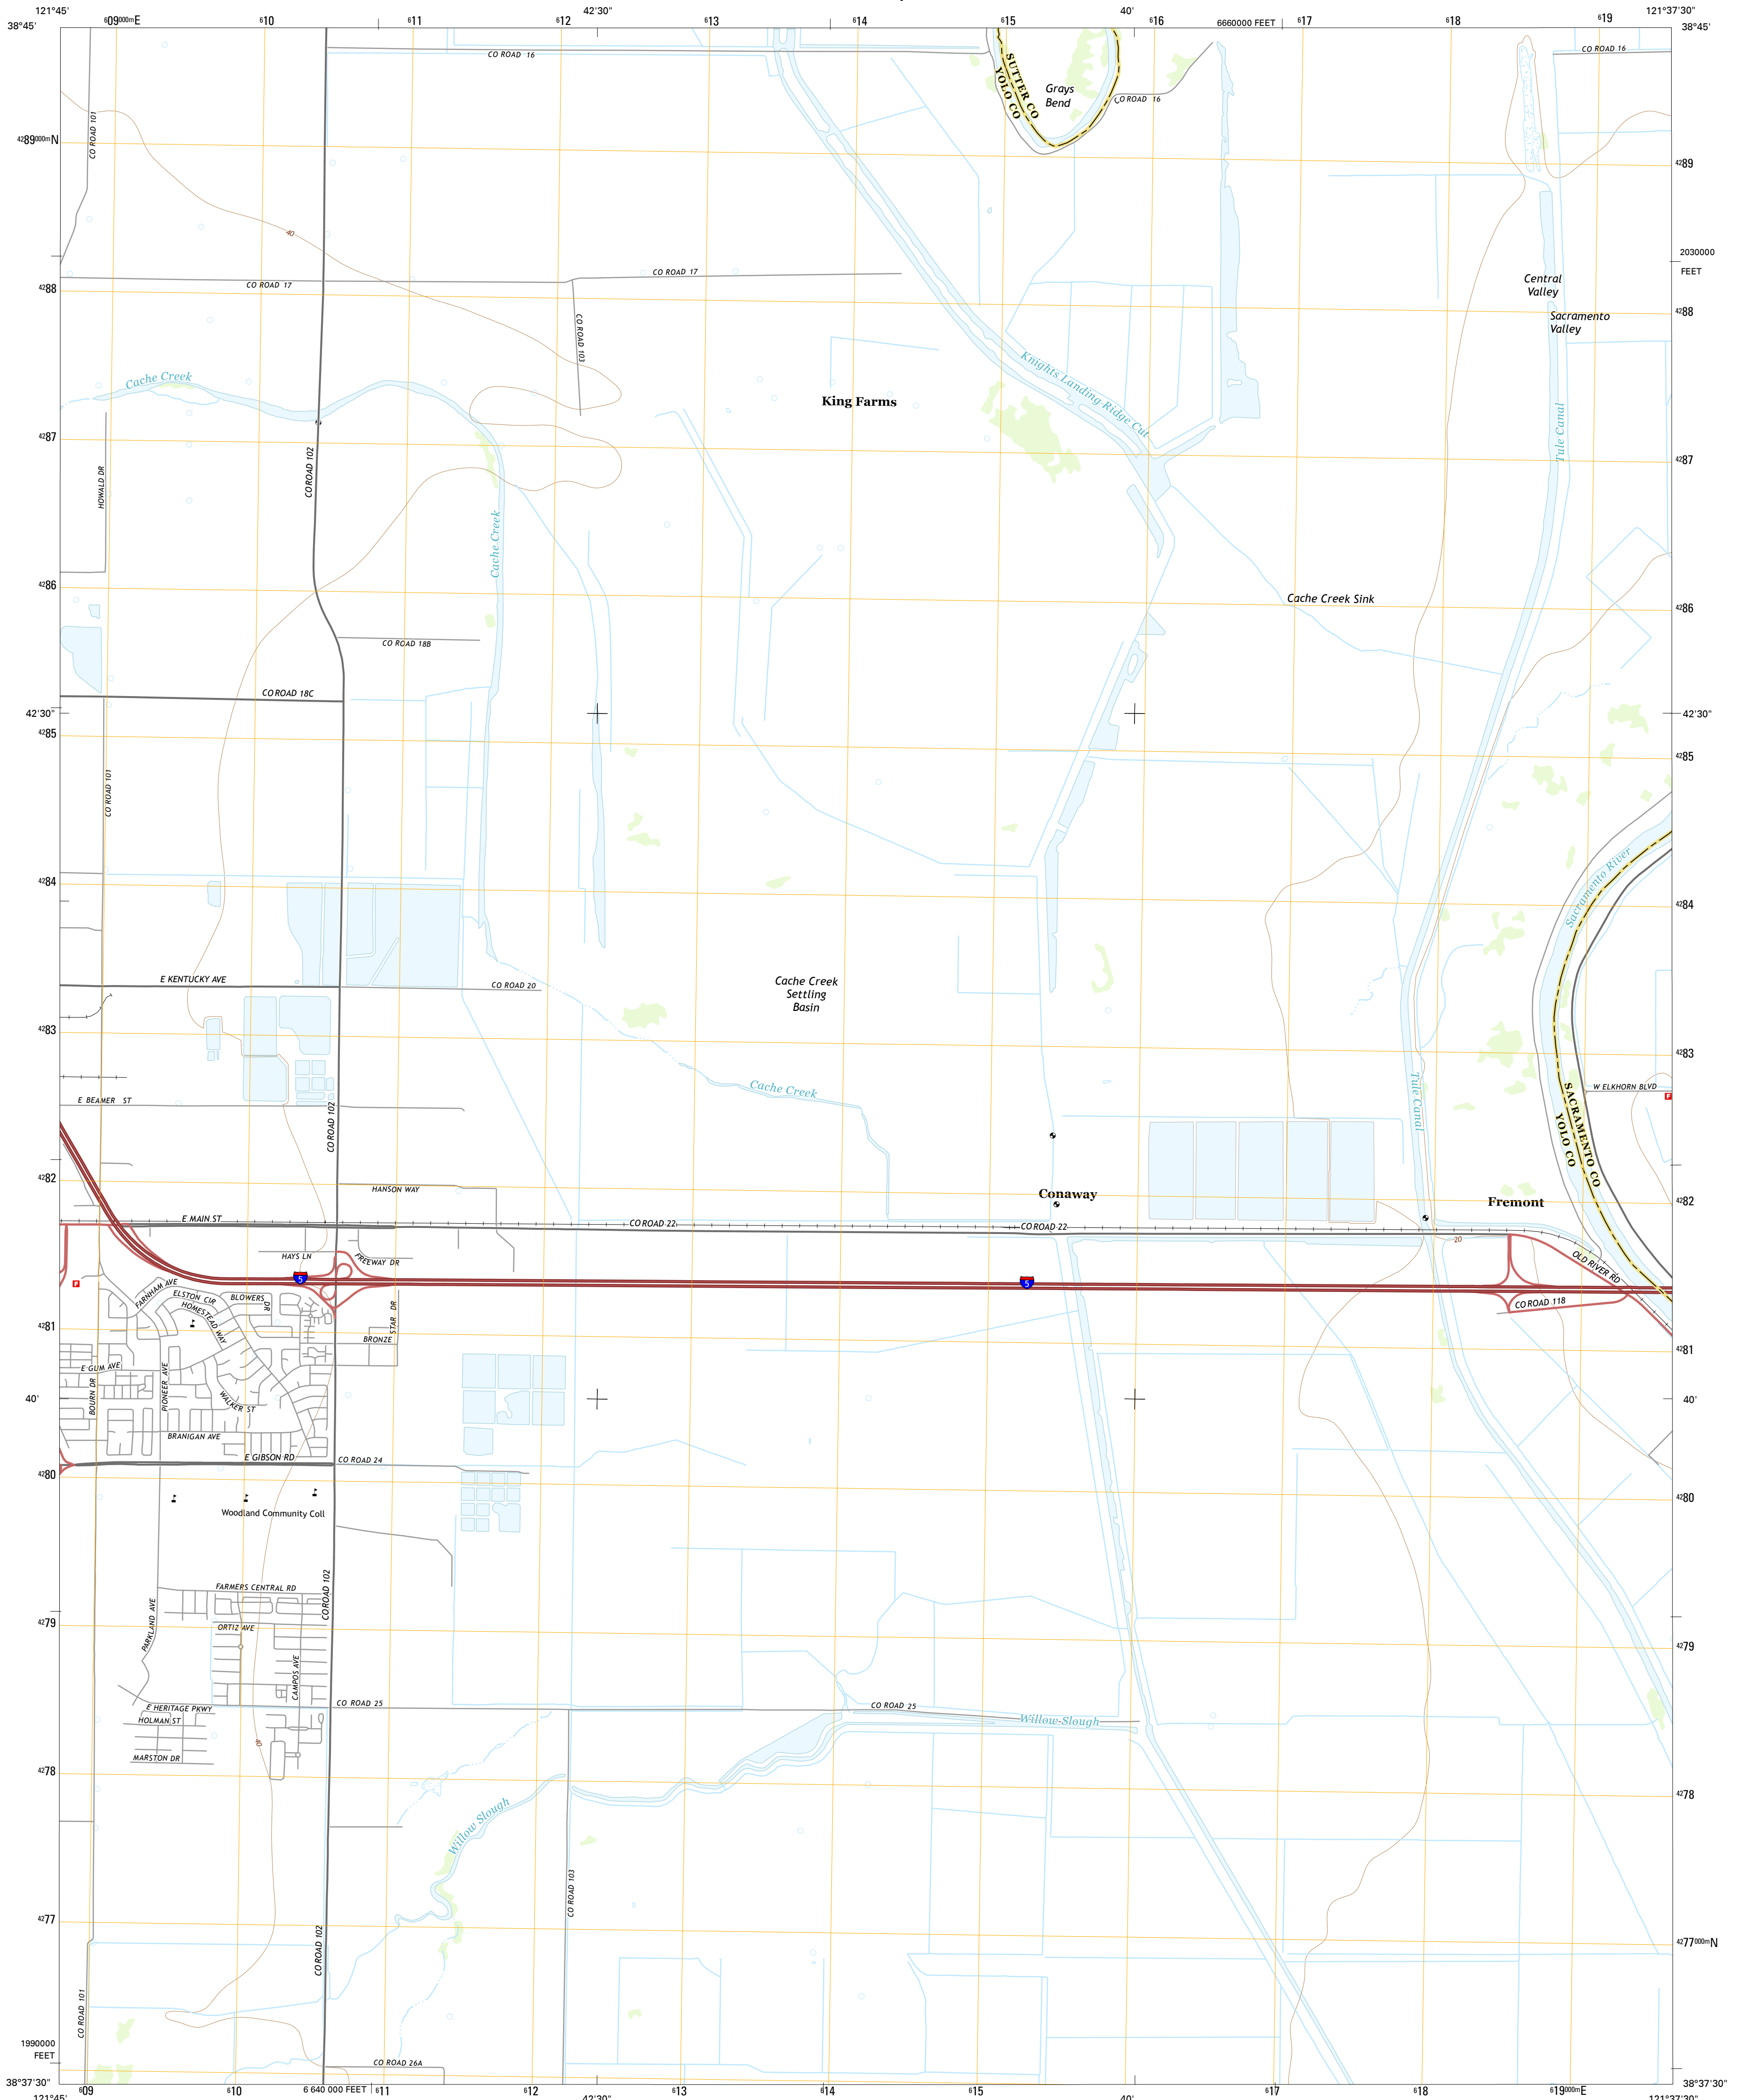 121°45'
609000mE
610
611
612
42'30"
613
614
615
40'
616
6660000 FEET
617
618
619
121°37'30"
38°45'
38°45'
CO ROAD 16
CO ROAD 16
SUTTER CO
YOLO CO
Grays
Bend
CO ROAD 16
CO ROAD 101
4289000mN
4289
40
2030000
FEET
CO ROAD 17
CO ROAD 17
4288
4288
Central
Valley
Sacramento
Valley
CO ROAD 103
Knights Landing Ridge Cut
Cache Creek
King Farms
Tule Canal
4287
4287
HOWALD DR
CO ROAD 102
Cache Creek
4286
4286
Cache Creek Sink
CO ROAD 18B
CO ROAD 18C
42'30"
42'30"
4285
4285
CO ROAD 101
Sacramento River
4284
4284
E KENTUCKY AVE
CO ROAD 20
Cache Creek
Settling
Basin
4283
4283
Cache Creek
Tule Canal
W ELKHORN BLVD
F
E BEAMER ST
CO ROAD 102
SACRAMENTO CO
YOLO CO
4282
4282
HANSON WAY
Conaway
Fremont
E MAIN ST
CO ROAD 22
CO ROAD 22
20
HAYS LN
FREEWAY DR
OLD RIVER RD
5
5
F
FARNHAM AVE
ELSTON CIR
BLOWERS
DR
HOMESTEAD WAY
STAR DR
BRONZE
CO ROAD 118
4281
4281
E GUM AVE
BOURN DR
PIONEER AVE
WALKER ST
40'
40'
BRANIGAN AVE
E GIBSON RD
CO ROAD 24
4280
4280
Woodland Community Coll
FARMERS CENTRAL RD
CO ROAD 102
PARKLAND AVE
ORTIZ AVE
4279
4279
CAMPOS AVE
E HERITAGE PKWY
CO ROAD 25
CO ROAD 25
HOLMAN ST
Willow Slough
MARSTON DR
40
4278
4278
Willow Slough
CO ROAD 103
4277
4277000mN
CO ROAD 102
CO ROAD 101
1990000
FEET
CO ROAD 26A
38°37'30"
38°37'30"
609
610
6 640 000 FEET
611
612
613
614
615
617
618
619000mE
121°45'
42'30"
40'
121°37'30"